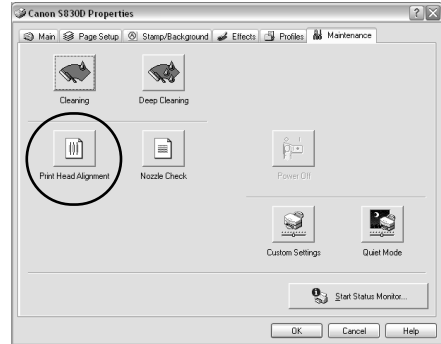 Canon S830D Properties
Main Page Setup Stamp/Background Effects Profiles Maintenance
Cleaning Deep Cleaning
Print Head Alignment Nozzle Check Power Off
Custom Settings Quiet Mode
Start Status Monitor...
OK Cancel Help